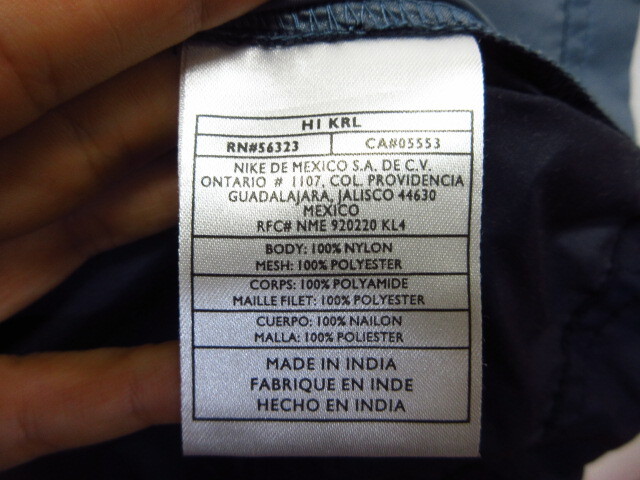 H1 KRL
RN#56323 CA#05553
NIKE DE MEXICO S.A. DE C.V.
ONTARIO # 1107, COL. PROVIDENCIA
GUADALAJARA, JALISCO 44630
MEXICO
RFC# NME 920220 KL4
BODY: 100% NYLON
MESH: 100% POLYESTER
CORPS: 100% POLYAMIDE
MAILLE FILET: 100% POLYESTER
CUERPO: 100% NAILON
MALLA: 100% POLIESTER
MADE IN INDIA
FABRIQUE EN INDE
HECHO EN INDIA